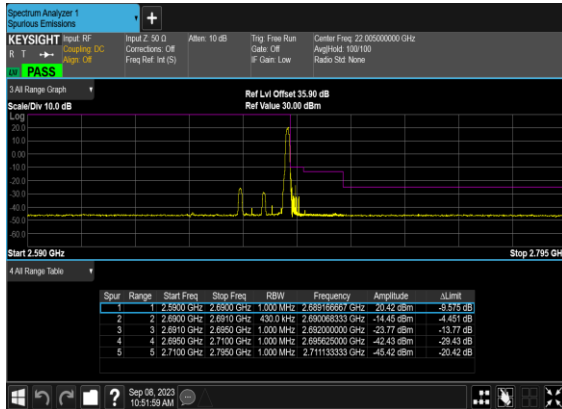 Spectrum Analyzer 1
Spurious Emissions
+
KEYSIGHT Input: RF Input Z: 50 Ω Atten: 10 dB Trig: Free Run Center Freq: 22.005000000 GHz
R T Coupling: DC Corrections: Off Gate: Off Avg|Hold: 100/100
Align: Off Freq Ref: Int (S) IF Gain: Low Radio Std: None
PASS
3 All Range Graph Ref Lvl Offset 35.90 dB
Scale/Div 10.0 dB Ref Value 30.00 dBm
Log
20.0
10.0
0.00
-10.0
-20.0
-30.0
-40.0
-50.0
-60.0
Start 2.590 GHz Stop 2.795 GH
4 All Range Table
Spur Range Start Freq Stop Freq RBW Frequency Amplitude ΔLimit
1 1 2.5900 GHz 2.6900 GHz 1.000 MHz 2.689166667 GHz 20.42 dBm -9.575 dB
2 2 2.6900 GHz 2.6910 GHz 430.0 kHz 2.690068333 GHz -14.45 dBm -4.451 dB
3 3 2.6910 GHz 2.6950 GHz 1.000 MHz 2.692000000 GHz -23.77 dBm -13.77 dB
4 4 2.6950 GHz 2.7100 GHz 1.000 MHz 2.695625000 GHz -42.43 dBm -29.43 dB
5 5 2.7100 GHz 2.7950 GHz 1.000 MHz 2.711133333 GHz -45.42 dBm -20.42 dB
? Sep 08, 2023
10:51:59 AM